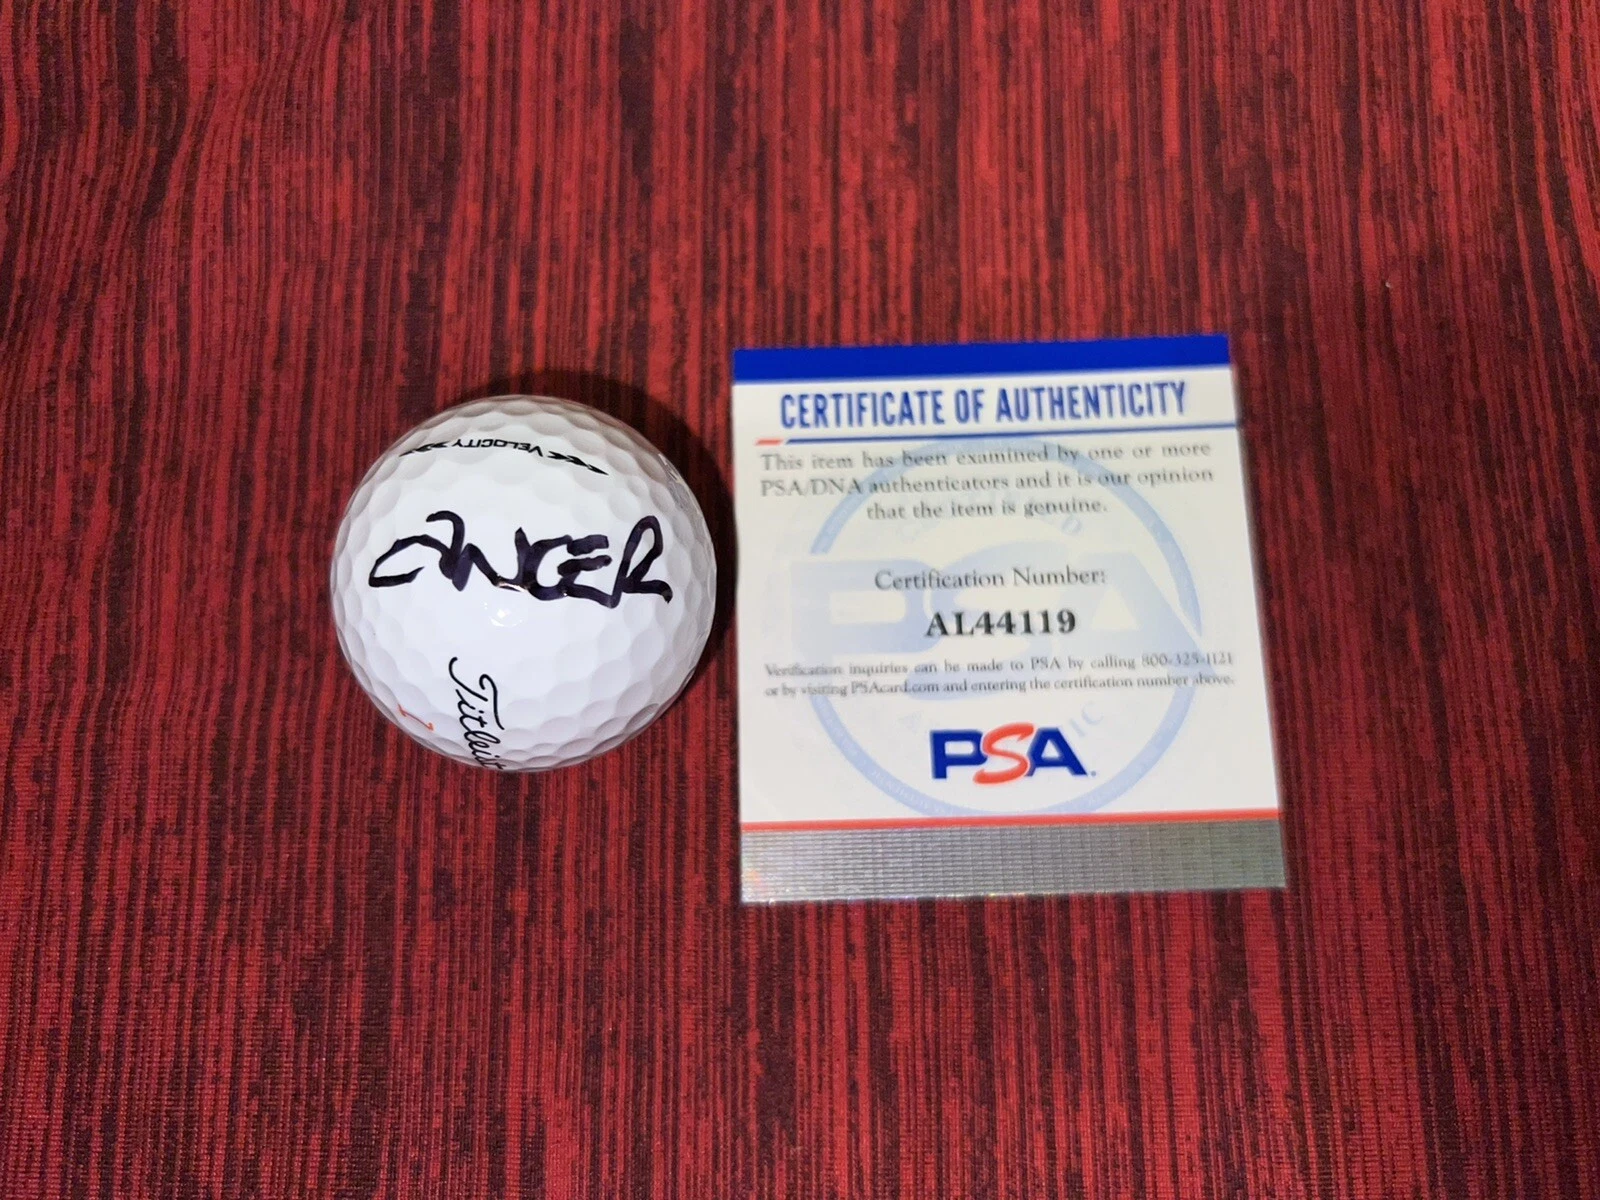 VELOCITY
ANCER
Titleist
CERTIFICATE OF AUTHENTICITY
This item has been examined by one or more
PSA/DNA authenticators and it is our opinion
that the item is genuine.
Certification Number:
AL44119
Verification inquiries can be made to PSA by calling 800-325-1121
or by visiting PSAcard.com and entering the certification number above.
PSA